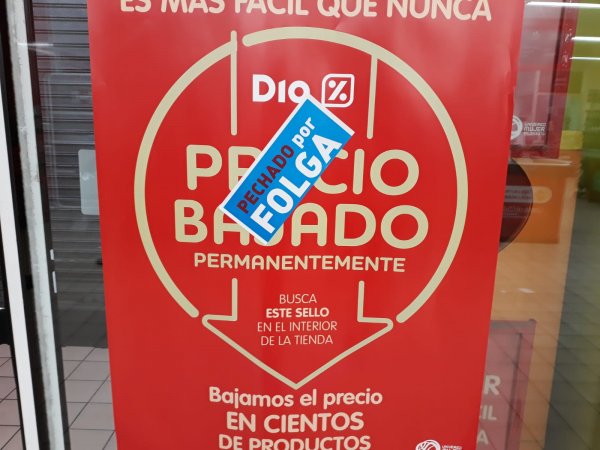 ES MÁS FÁCIL QUE NUNCA
DIa %
PECHADO por
FOLGA
PRECIO
BAJADO
PERMANENTEMENTE
BUSCA
ESTE SELLO
EN EL INTERIOR
DE LA TIENDA
Bajamos el precio
EN CIENTOS
DE PRODUCTOS